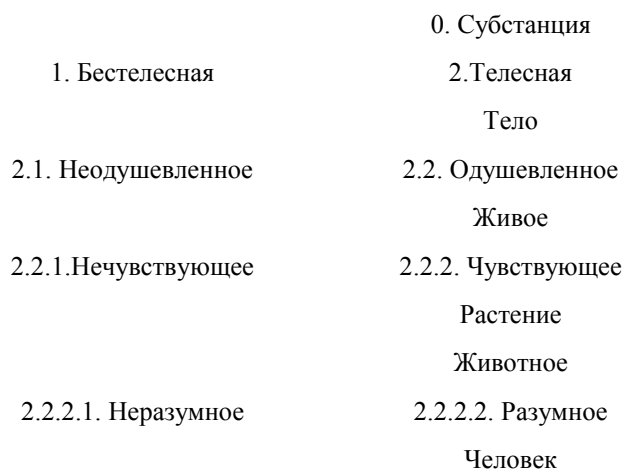 0. Субстанция
1. Бестелесная 2.Телесная
Тело
2.1. Неодушевленное 2.2. Одушевленное
Живое
2.2.1.Нечувствующее 2.2.2. Чувствующее
Растение
Животное
2.2.2.1. Неразумное 2.2.2.2. Разумное
Человек